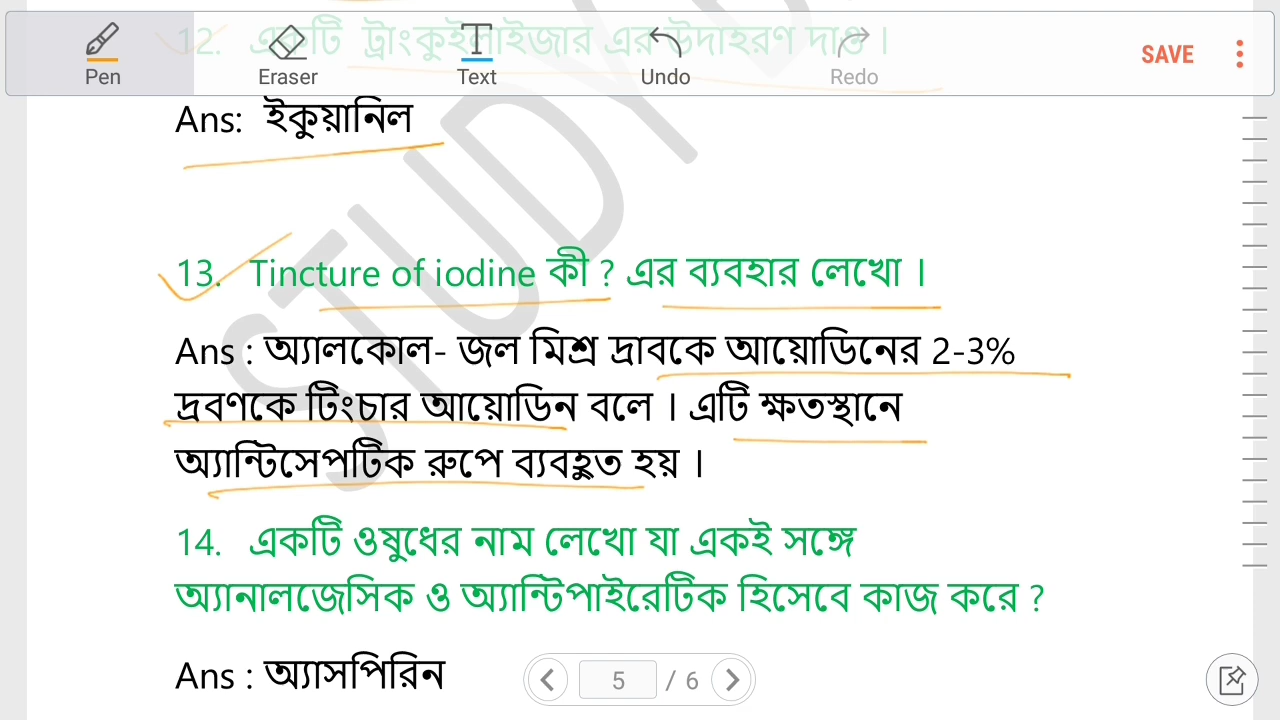 12. একটি ট্রাংকুইলাইজার এর উদাহরণ দাও ।
Pen Eraser Text Undo Redo SAVE
Ans: ইকুয়ানিল
13. Tincture of iodine কী ? এর ব্যবহার লেখো ।
Ans : অ্যালকোল- জল মিশ্র দ্রাবকে আয়োডিনের 2-3%
দ্রবণকে টিংচার আয়োডিন বলে । এটি ক্ষতস্থানে
অ্যান্টিসেপটিক রুপে ব্যবহৃত হয় ।
14. একটি ওষুধের নাম লেখো যা একই সঙ্গে
অ্যানালজেসিক ও অ্যান্টিপাইরেটিক হিসেবে কাজ করে ?
Ans : অ্যাসপিরিন
5 / 6
STUDY